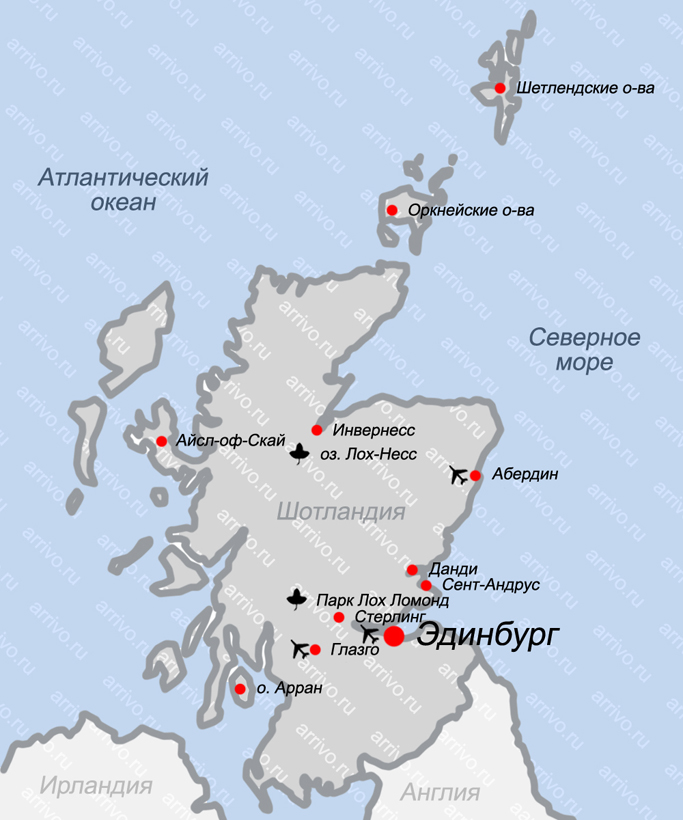 Шетлендские о-ва
Атлантический
океан
Оркнейские о-ва
Северное
море
Инвернесс
Айсл-оф-Скай
оз. Лох-Несс
Абердин
Шотландия
Данди
Сент-Андрус
Парк Лох Ломонд
Стерлинг
Эдинбург
Глазго
о. Арран
Ирландия
Англия
arrivo.ru